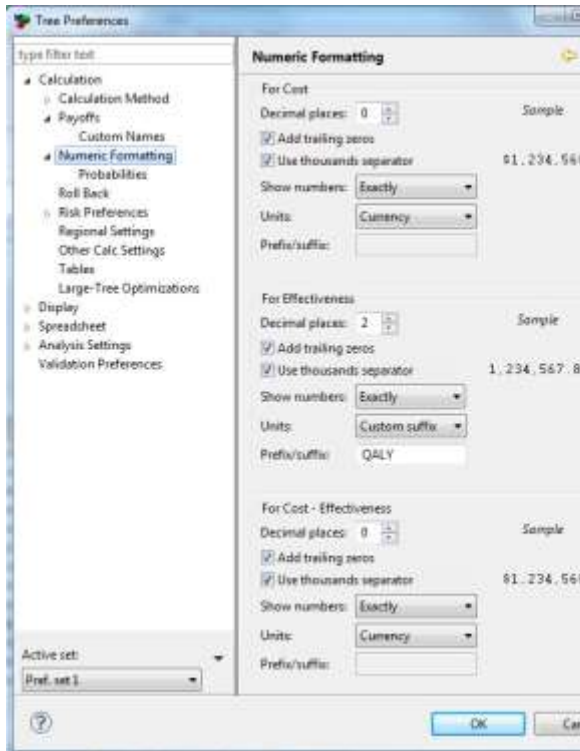 Tree Preferences
type filter text
Calculation
Calculation Method
Payoffs
Custom Names
Numeric Formatting
Probabilities
Roll Back
Risk Preferences
Regional Settings
Other Calc Settings
Tables
Large-Tree Optimizations
Display
Spreadsheet
Analysis Settings
Validation Preferences
Active set:
Pref. set 1
Numeric Formatting
For Cost
Decimal places: 0 Sample
Add trailing zeros
Use thousands separator $1,234,568
Show numbers: Exactly
Units: Currency
Prefix/suffix:
For Effectiveness
Decimal places: 2 Sample
Add trailing zeros
Use thousands separator 1,234,567.8
Show numbers: Exactly
Units: Custom suffix
Prefix/suffix: QALY
For Cost - Effectiveness
Decimal places: 0 Sample
Add trailing zeros
Use thousands separator $1,234,568
Show numbers: Exactly
Units: Currency
Prefix/suffix:
OK Can